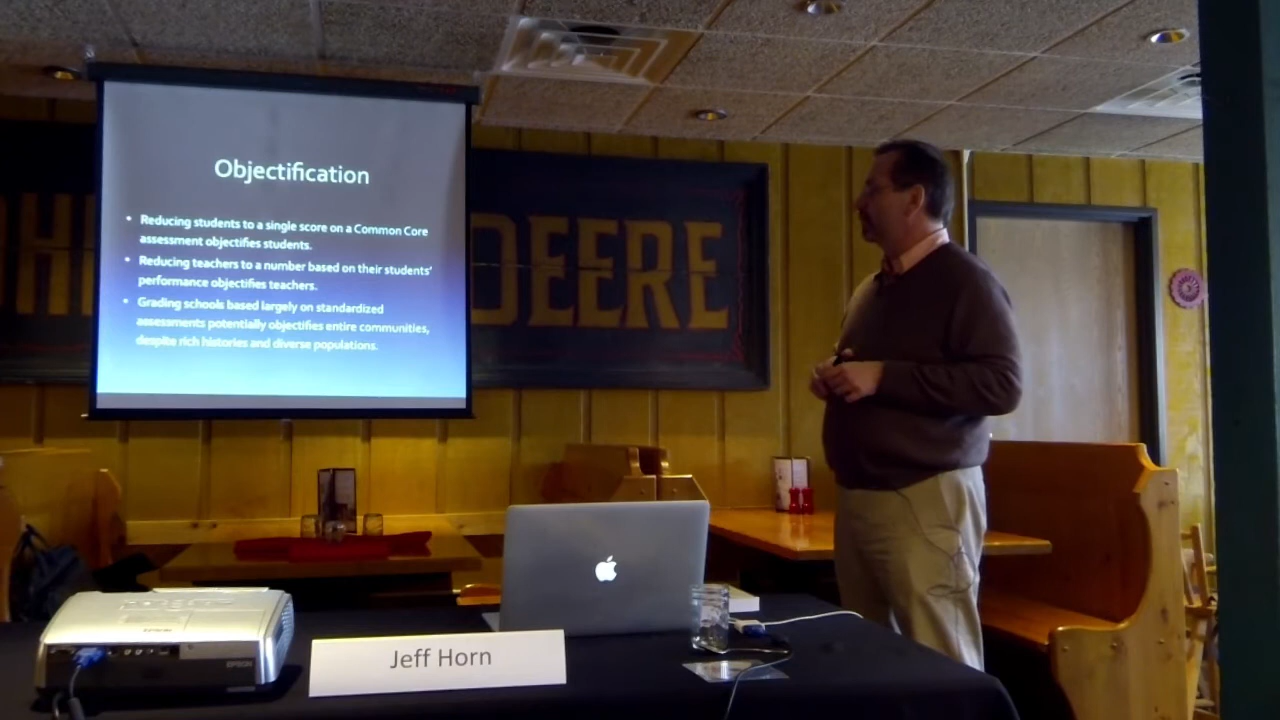 Objectification
• Reducing students to a single score on a Common Core
assessment objectifies students.
• Reducing teachers to a number based on their students'
performance objectifies teachers.
• Grading schools based largely on standardized
assessments potentially objectifies entire communities,
despite rich histories and diverse populations.
DEERE
Jeff Horn
EPSON